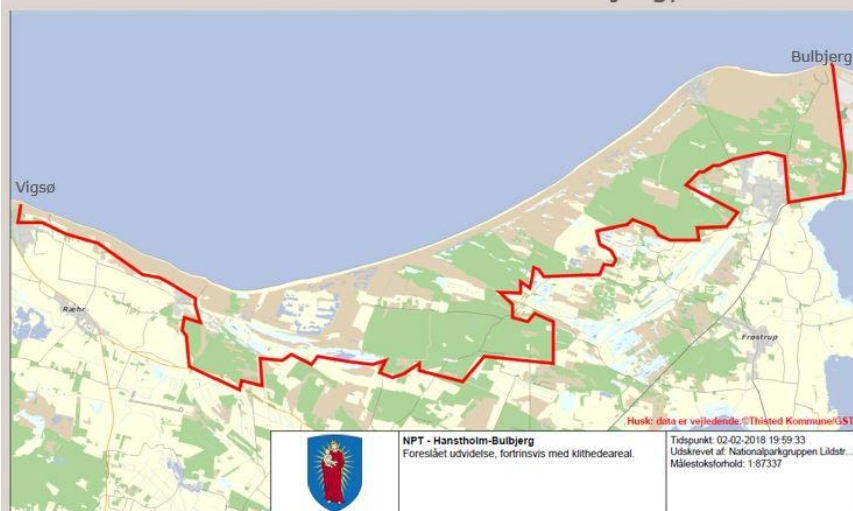 Bulbjerg
Vigsø
Ræhr
Frøstrup
Husk: data er vejledende.©Thisted Kommune/GST
NPT - Hanstholm-Bulbjerg
Foreslået udvidelse, fortrinsvis med klithedeareal.
Tidspunkt: 02-02-2018 19:59:33
Udskrevet af: Nationalparkgruppen Lildstr...
Målestoksforhold: 1:87337